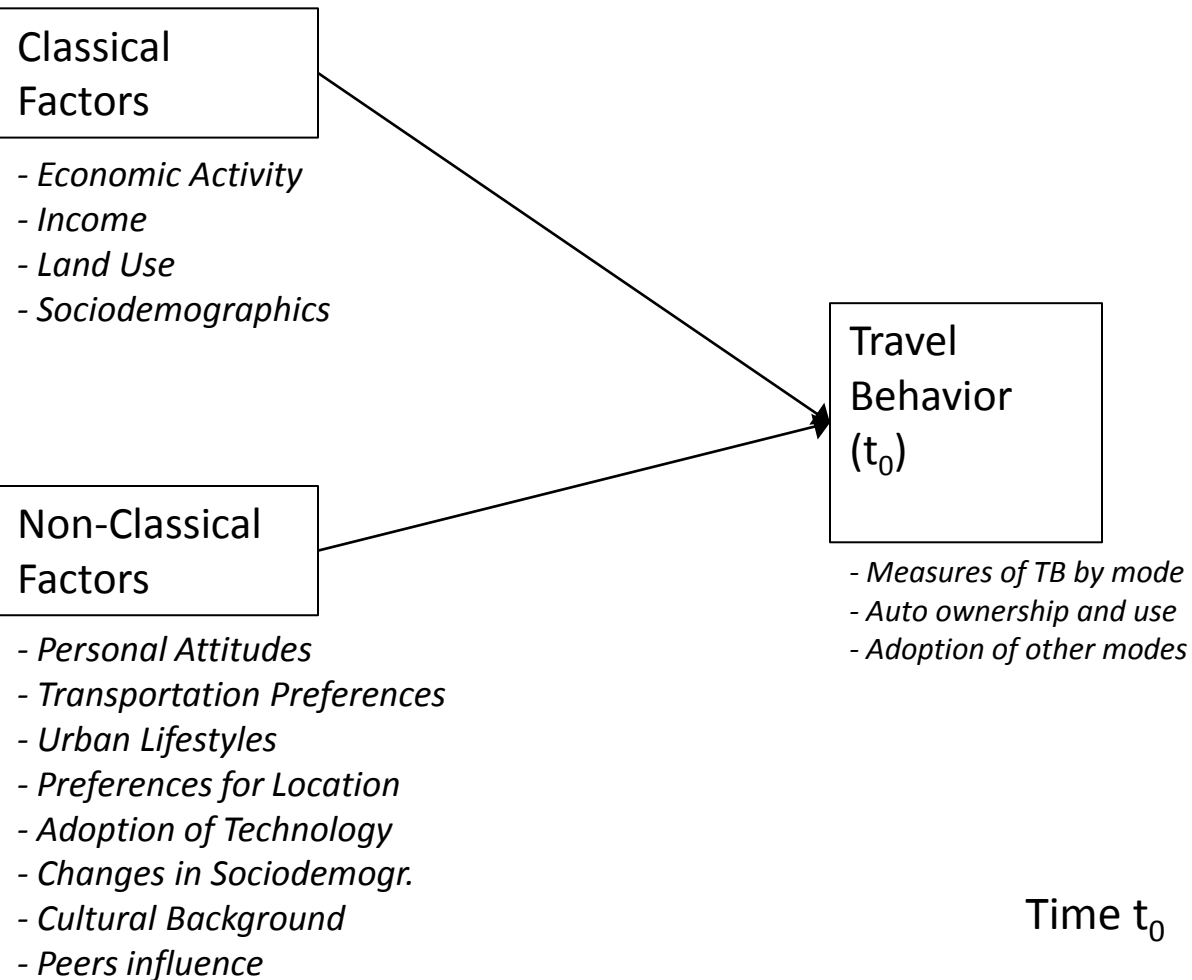 Classical
Factors
- Economic Activity
- Income
- Land Use
- Sociodemographics
Travel
Behavior
(t₀)
- Measures of TB by mode
- Auto ownership and use
- Adoption of other modes
Non-Classical
Factors
- Personal Attitudes
- Transportation Preferences
- Urban Lifestyles
- Preferences for Location
- Adoption of Technology
- Changes in Sociodemogr.
- Cultural Background
- Peers influence
Time t₀